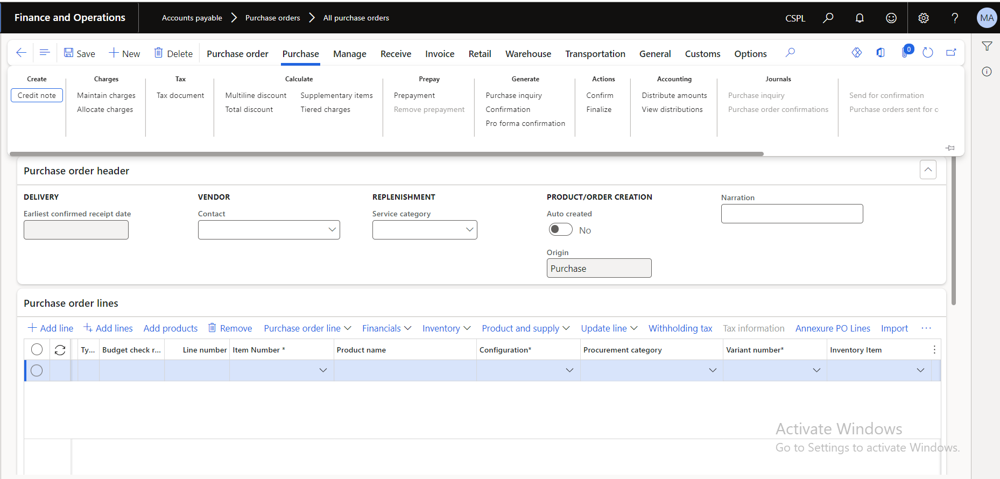 Finance and Operations
Accounts payable
Purchase orders
All purchase orders
CSPL
?
MA
Save
New
Delete
Purchase order
Purchase
Manage
Receive
Invoice
Retail
Warehouse
Transportation
General
Customs
Options
0
Create
Credit note
Charges
Maintain charges
Allocate charges
Tax
Tax document
Calculate
Multiline discount
Total discount
Supplementary items
Tiered charges
Prepay
Prepayment
Remove prepayment
Generate
Purchase inquiry
Confirmation
Pro forma confirmation
Actions
Confirm
Finalize
Accounting
Distribute amounts
View distributions
Journals
Purchase inquiry
Purchase order confirmations
Send for confirmation
Purchase orders sent for c
Purchase order header
DELIVERY
Earliest confirmed receipt date
VENDOR
Contact
REPLENISHMENT
Service category
PRODUCT/ORDER CREATION
Auto created
No
Origin
Purchase
Narration
Purchase order lines
Add line
Add lines
Add products
Remove
Purchase order line
Financials
Inventory
Product and supply
Update line
Withholding tax
Tax information
Annexure PO Lines
Import
...
Ty...
Budget check r...
Line number
Item Number *
Product name
Configuration*
Procurement category
Variant number*
Inventory Item
Activate Windows
Go to Settings to activate Windows.